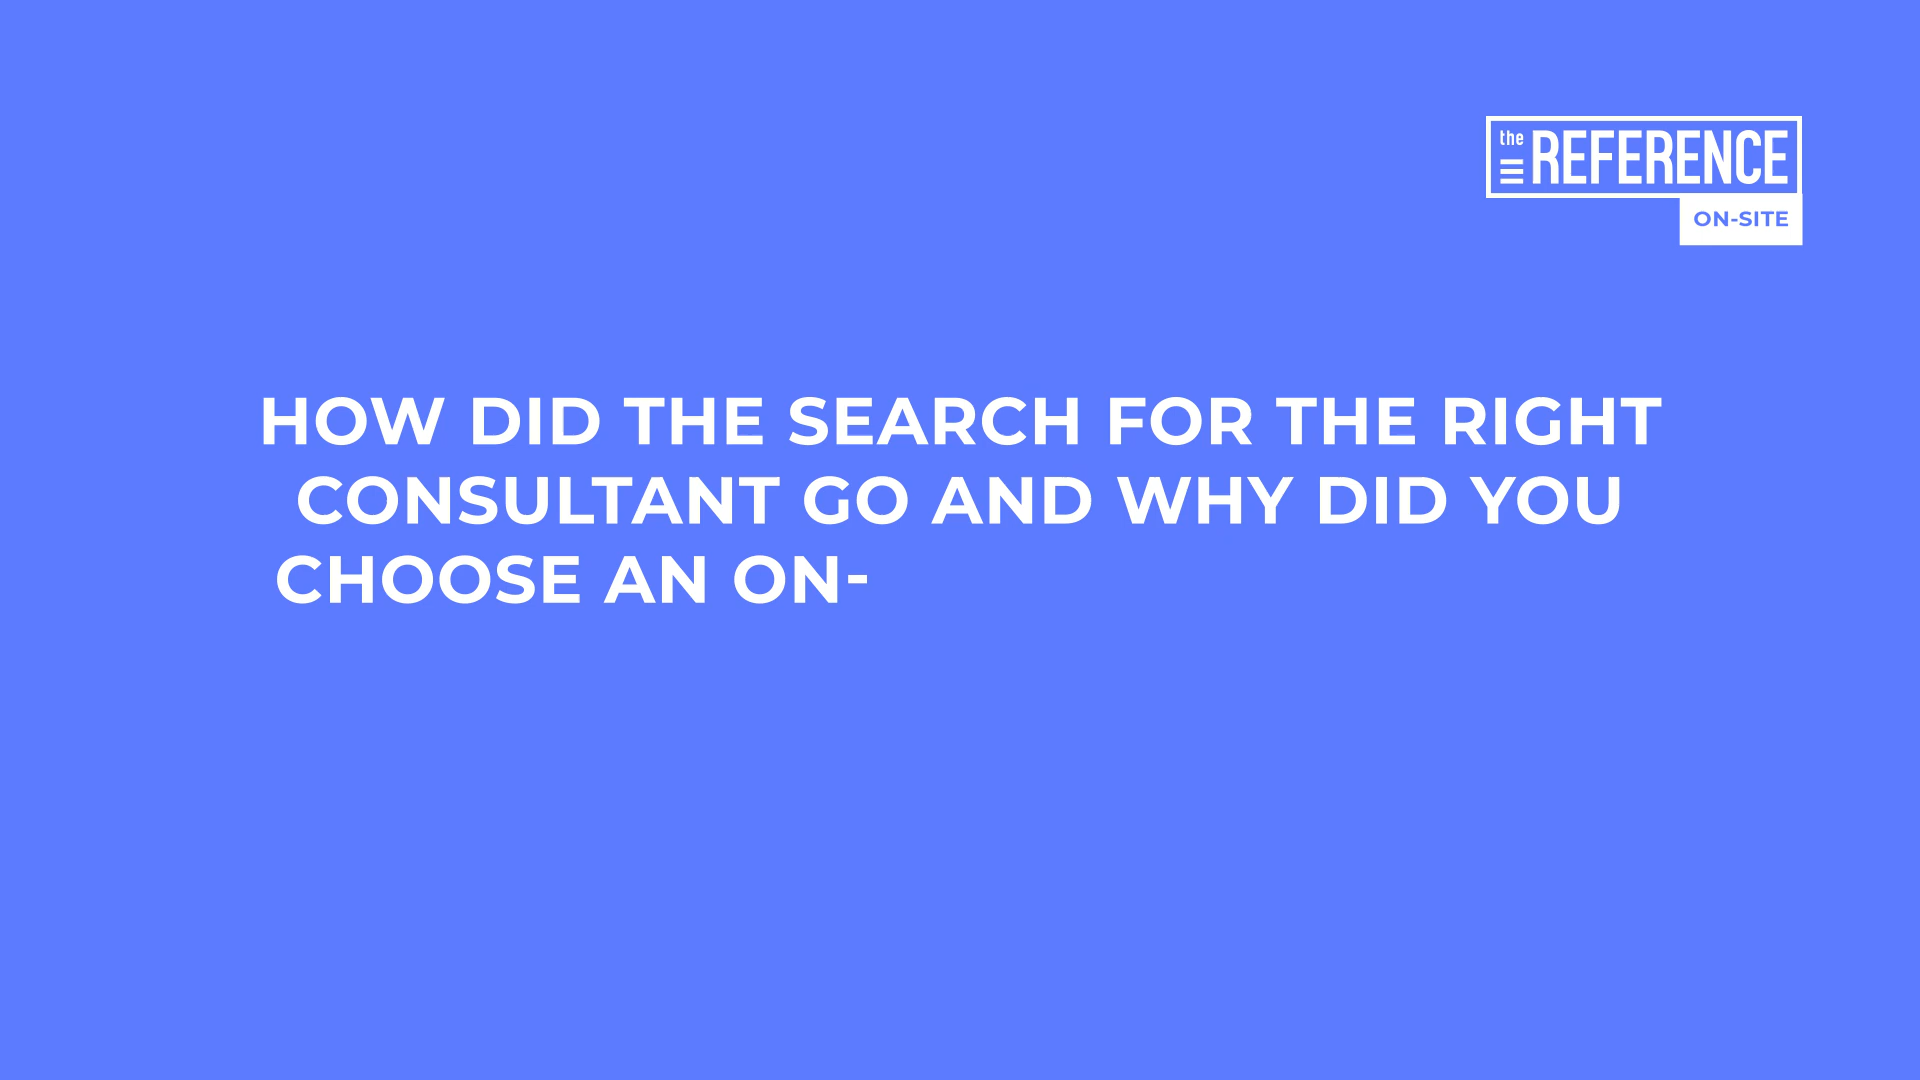 the
REFERENCE
ON-SITE
HOW DID THE SEARCH FOR THE RIGHT
CONSULTANT GO AND WHY DID YOU
CHOOSE AN ON-